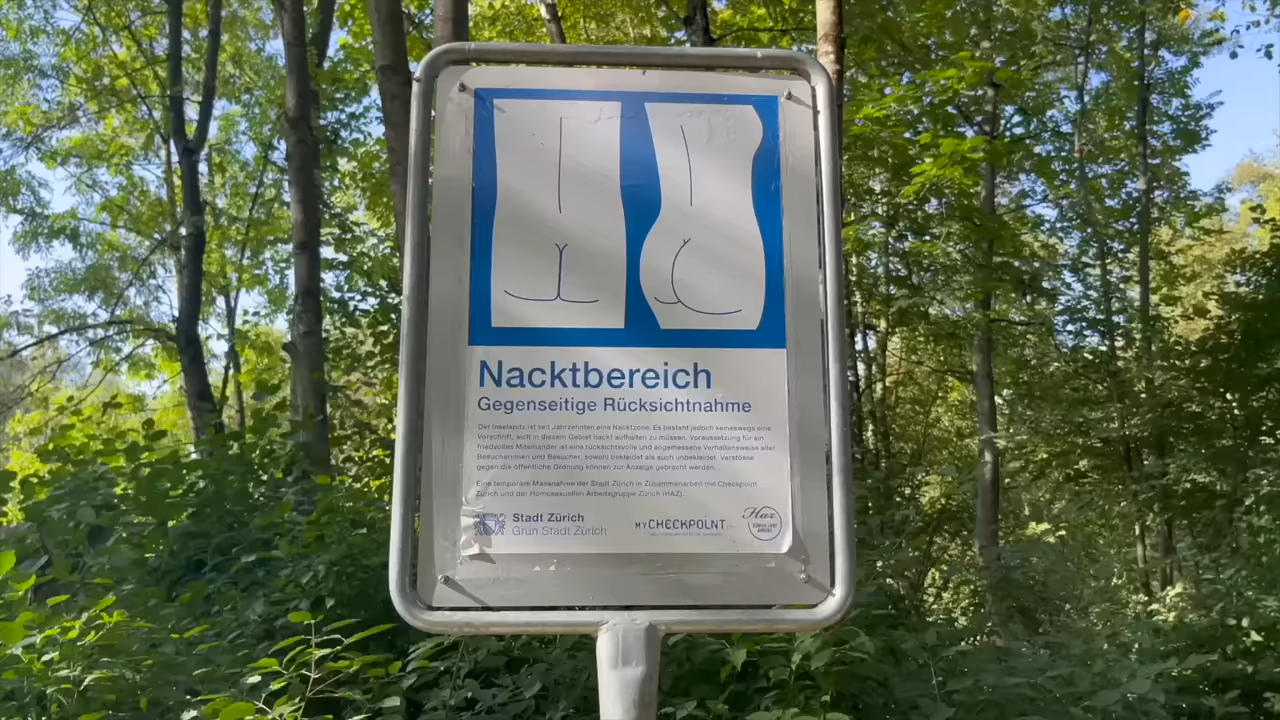 Nacktbereich
Gegenseitige Rücksichtnahme
Der Inselspitz ist seit Jahrzehnten eine Nacktzone. Es besteht jedoch keineswegs eine
Vorschrift, sich in diesem Gebiet nackt aufhalten zu müssen. Voraussetzung für ein
friedvolles Miteinander ist eine rücksichtsvolle und angemessene Verhaltensweise aller
Besucherinnen und Besucher, sowohl bekleidet als auch unbekleidet. Verstösse
gegen die öffentliche Ordnung können zur Anzeige gebracht werden.
Eine temporäre Massnahme der Stadt Zürich in Zusammenarbeit mit Checkpoint
Zürich und der Homosexuellen Arbeitsgruppe Zürich (HAZ).
Stadt Zürich
Grün Stadt Zürich
MYCHECKPOINT
Haz